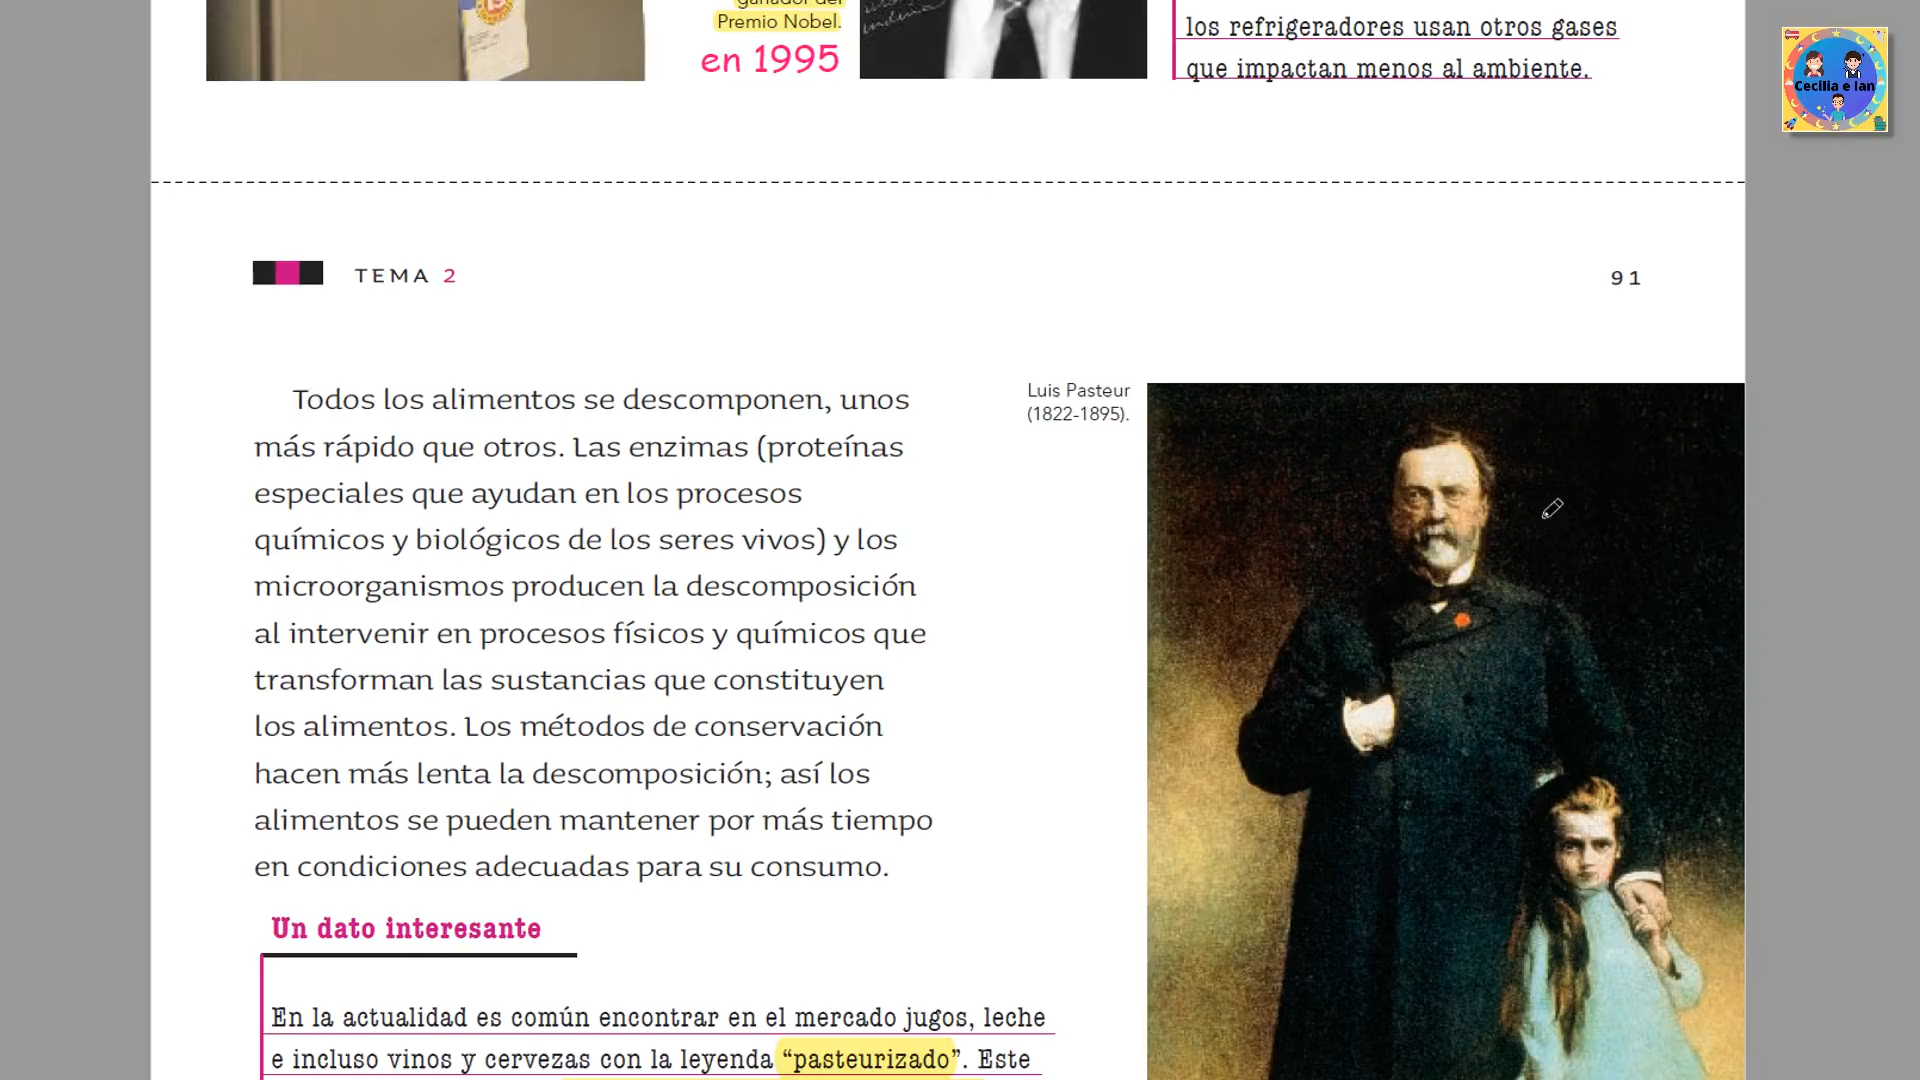 Premio Nobel.
en 1995
los refrigeradores usan otros gases
que impactan menos al ambiente.
Cecilia e Ian
TEMA 2
91
Todos los alimentos se descomponen, unos
más rápido que otros. Las enzimas (proteínas
especiales que ayudan en los procesos
químicos y biológicos de los seres vivos) y los
microorganismos producen la descomposición
al intervenir en procesos físicos y químicos que
transforman las sustancias que constituyen
los alimentos. Los métodos de conservación
hacen más lenta la descomposición; así los
alimentos se pueden mantener por más tiempo
en condiciones adecuadas para su consumo.
Luis Pasteur
(1822-1895).
Un dato interesante
En la actualidad es común encontrar en el mercado jugos, leche
e incluso vinos y cervezas con la leyenda “pasteurizado”. Este